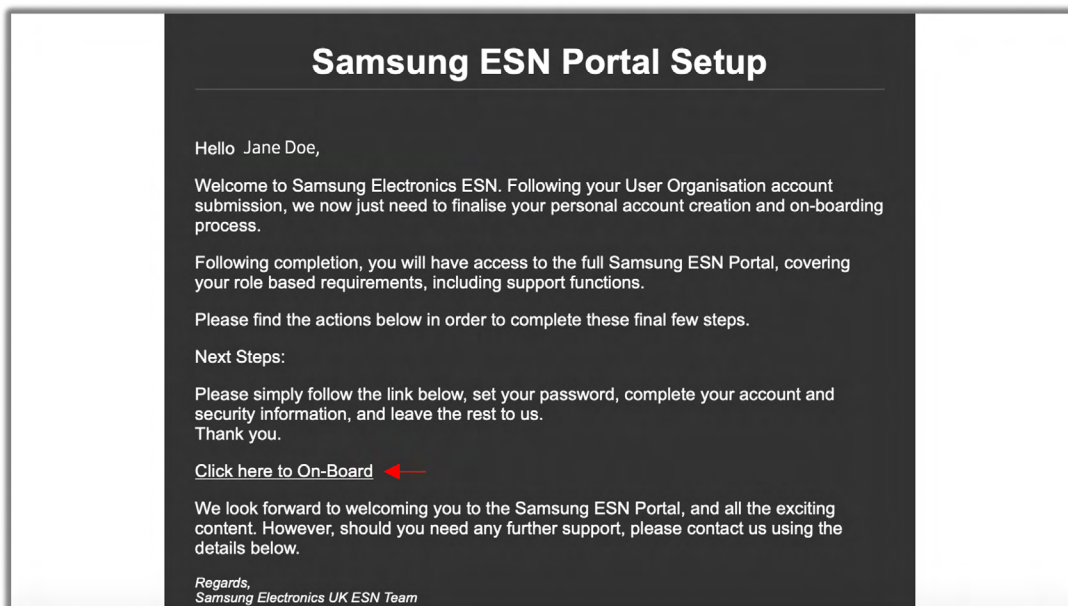 Samsung ESN Portal Setup
Hello Jane Doe,
Welcome to Samsung Electronics ESN. Following your User Organisation account
submission, we now just need to finalise your personal account creation and on-boarding
process.
Following completion, you will have access to the full Samsung ESN Portal, covering
your role based requirements, including support functions.
Please find the actions below in order to complete these final few steps.
Next Steps:
Please simply follow the link below, set your password, complete your account and
security information, and leave the rest to us.
Thank you.
Click here to On-Board
We look forward to welcoming you to the Samsung ESN Portal, and all the exciting
content. However, should you need any further support, please contact us using the
details below.
Regards,
Samsung Electronics UK ESN Team